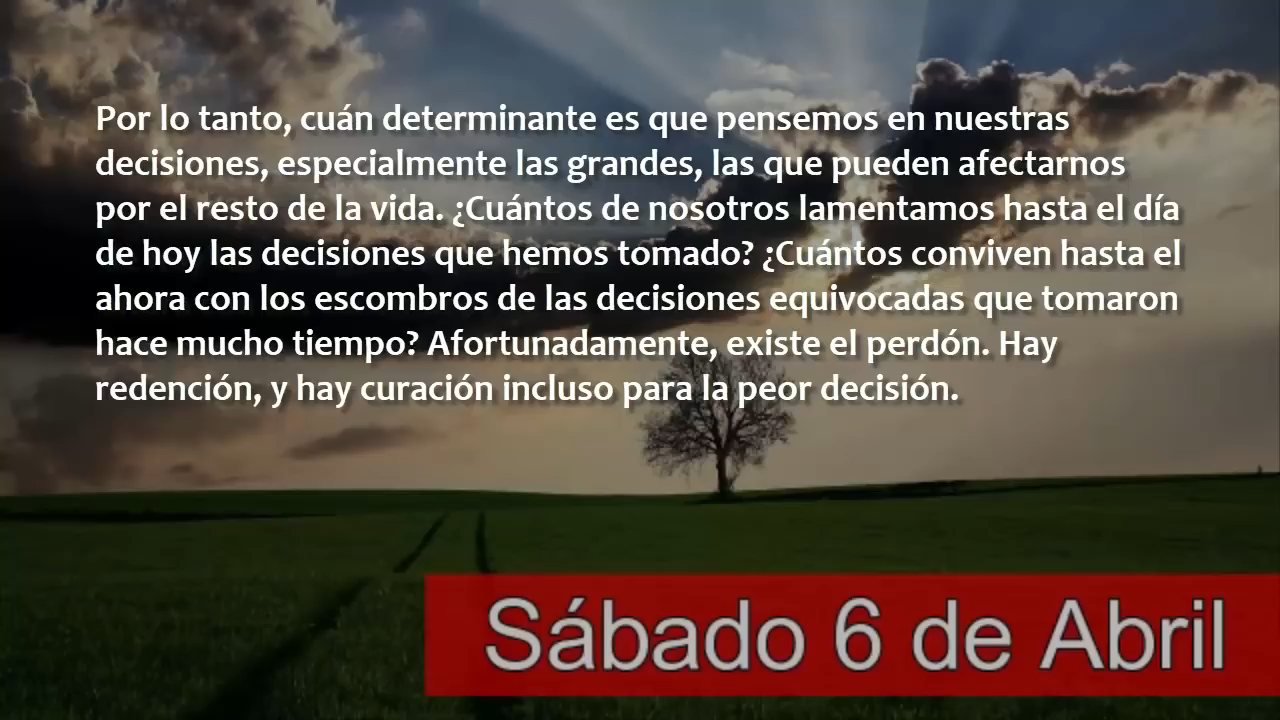 Por lo tanto, cuán determinante es que pensemos en nuestras
decisiones, especialmente las grandes, las que pueden afectarnos
por el resto de la vida. ¿Cuántos de nosotros lamentamos hasta el día
de hoy las decisiones que hemos tomado? ¿Cuántos conviven hasta el
ahora con los escombros de las decisiones equivocadas que tomaron
hace mucho tiempo? Afortunadamente, existe el perdón. Hay
redención, y hay curación incluso para la peor decisión.
Sábado 6 de Abril